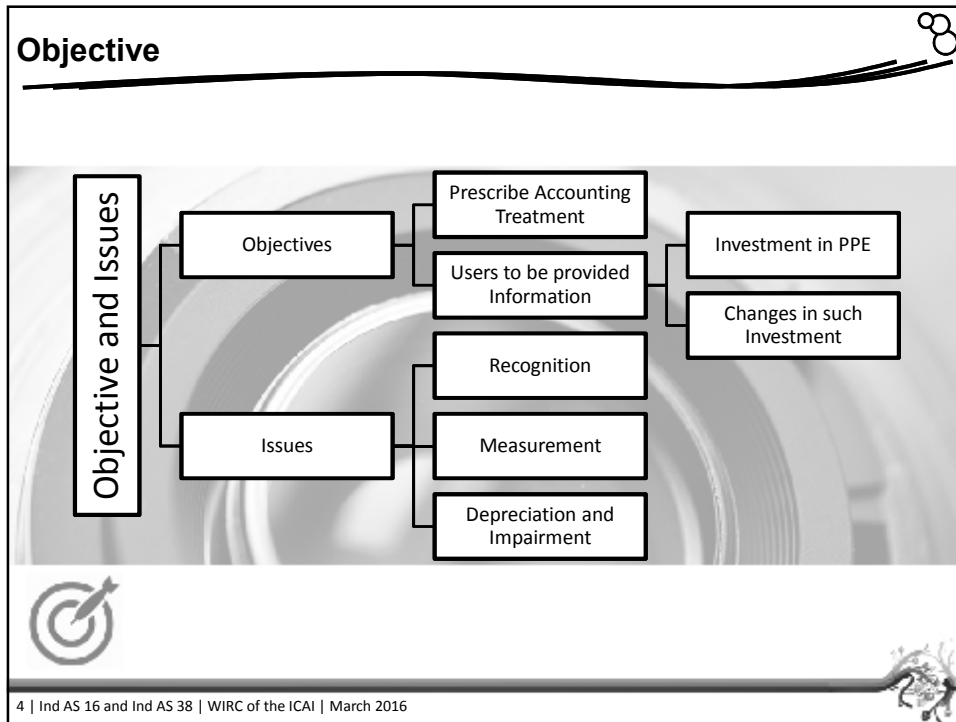 Objective
Objective and Issues
Objectives
Prescribe Accounting
Treatment
Users to be provided
Information
Investment in PPE
Changes in such
Investment
Issues
Recognition
Measurement
Depreciation and
Impairment
4 | Ind AS 16 and Ind AS 38 | WIRC of the ICAI | March 2016